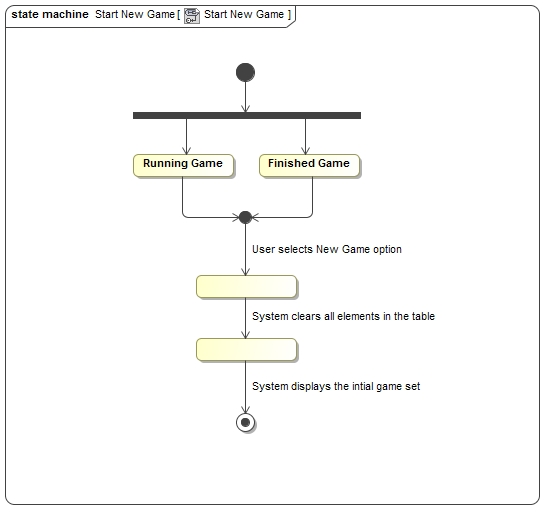 state machine Start New Game [ Start New Game ]
Running Game
Finished Game
User selects New Game option
System clears all elements in the table
System displays the intial game set